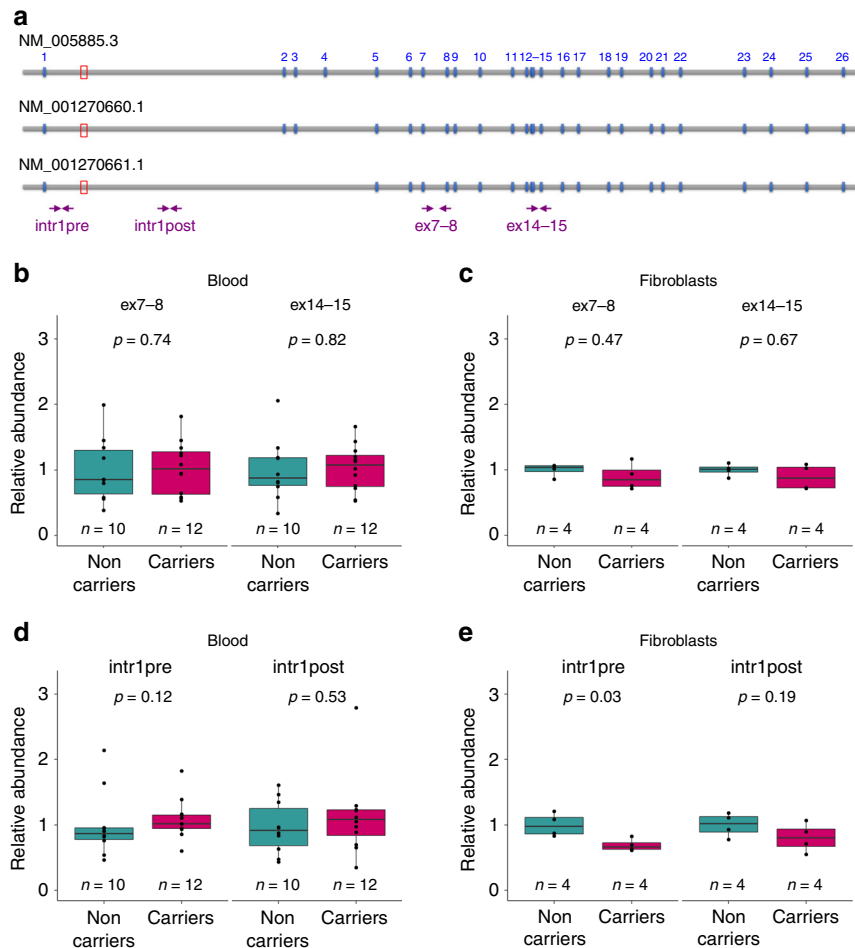 a
NM_005885.3
1 2 3 4 5 6 7 8 9 10 11 12–15 16 17 18 19 20 21 22 23 24 25 26
NM_001270660.1
NM_001270661.1
intr1pre intr1post ex7–8 ex14–15
b Blood
ex7–8 ex14–15
p = 0.74 p = 0.82
Relative abundance
3
2
1
0
n = 10 n = 12 n = 10 n = 12
Non carriers Carriers Non carriers Carriers
c Fibroblasts
ex7–8 ex14–15
p = 0.47 p = 0.67
Relative abundance
3
2
1
0
n = 4 n = 4 n = 4 n = 4
Non carriers Carriers Non carriers Carriers
d Blood
intr1pre intr1post
p = 0.12 p = 0.53
Relative abundance
3
2
1
0
n = 10 n = 12 n = 10 n = 12
Non carriers Carriers Non carriers Carriers
e Fibroblasts
intr1pre intr1post
p = 0.03 p = 0.19
Relative abundance
3
2
1
0
n = 4 n = 4 n = 4 n = 4
Non carriers Carriers Non carriers Carriers